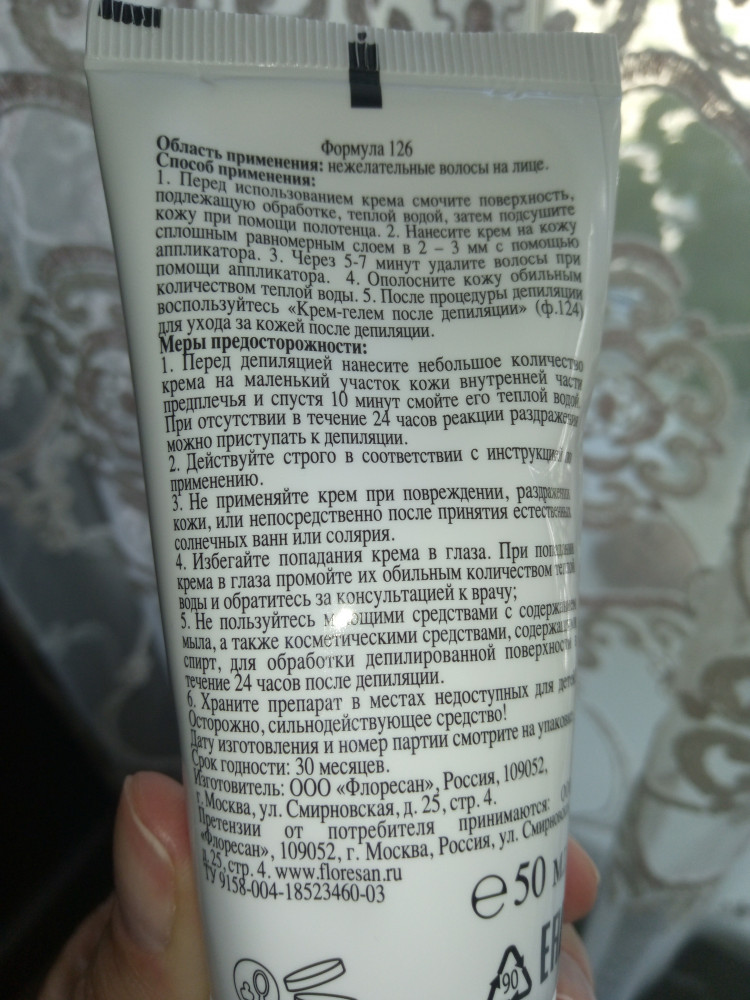 Формула 126
Область применения: нежелательные волосы на лице.
Способ применения:
1. Перед использованием крема смочите поверхность,
подлежащую обработке, теплой водой, затем подсушите
кожу при помощи полотенца. 2. Нанесите крем на кожу
сплошным равномерным слоем в 2 – 3 мм с помощью
аппликатора. 3. Через 5-7 минут удалите волосы при
помощи аппликатора. 4. Ополосните кожу обильным
количеством теплой воды. 5. После процедуры депиляции
воспользуйтесь «Крем-гелем после депиляции» (ф.124)
для ухода за кожей после депиляции.
Меры предосторожности:
1. Перед депиляцией нанесите небольшое количество
крема на маленький участок кожи внутренней части
предплечья и спустя 10 минут смойте его теплой водой.
При отсутствии в течение 24 часов реакции раздражения
можно приступать к депиляции.
2. Действуйте строго в соответствии с инструкцией по
применению.
3. Не применяйте крем при повреждении, раздражении
кожи, или непосредственно после принятия естественных
солнечных ванн или солярия.
4. Избегайте попадания крема в глаза. При попадании
крема в глаза промойте их обильным количеством теплой
воды и обратитесь за консультацией к врачу;
5. Не пользуйтесь моющими средствами с содержанием
мыла, а также косметическими средствами, содержащими
спирт, для обработки депилированной поверхности в
течение 24 часов после депиляции.
6. Храните препарат в местах недоступных для детей.
Осторожно, сильнодействующее средство!
Дату изготовления и номер партии смотрите на упаковке.
Срок годности: 30 месяцев.
Изготовитель: ООО «Флоресан», Россия, 109052,
г. Москва, ул. Смирновская, д. 25, стр. 4.
Претензии от потребителя принимаются:
«Флоресан», 109052, г. Москва, Россия, ул. Смирновская,
д.25, стр. 4. www.floresan.ru
ТУ 9158-004-18523460-03
℮50 мл
90